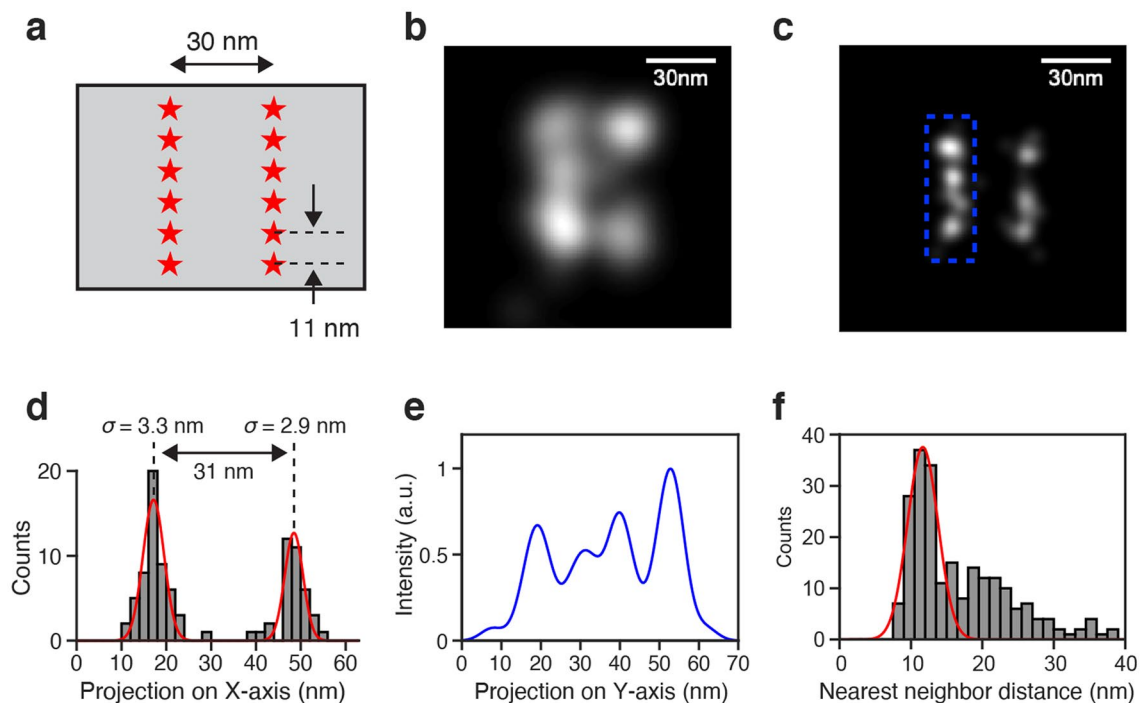 a
30 nm
11 nm
b
30nm
c
30nm
d
σ = 3.3 nm
σ = 2.9 nm
31 nm
20
10
0
Counts
0 10 20 30 40 50 60
Projection on X-axis (nm)
e
1
0.5
0
Intensity (a.u.)
0 10 20 30 40 50 60 70
Projection on Y-axis (nm)
f
40
30
20
10
0
Counts
0 10 20 30 40
Nearest neighbor distance (nm)